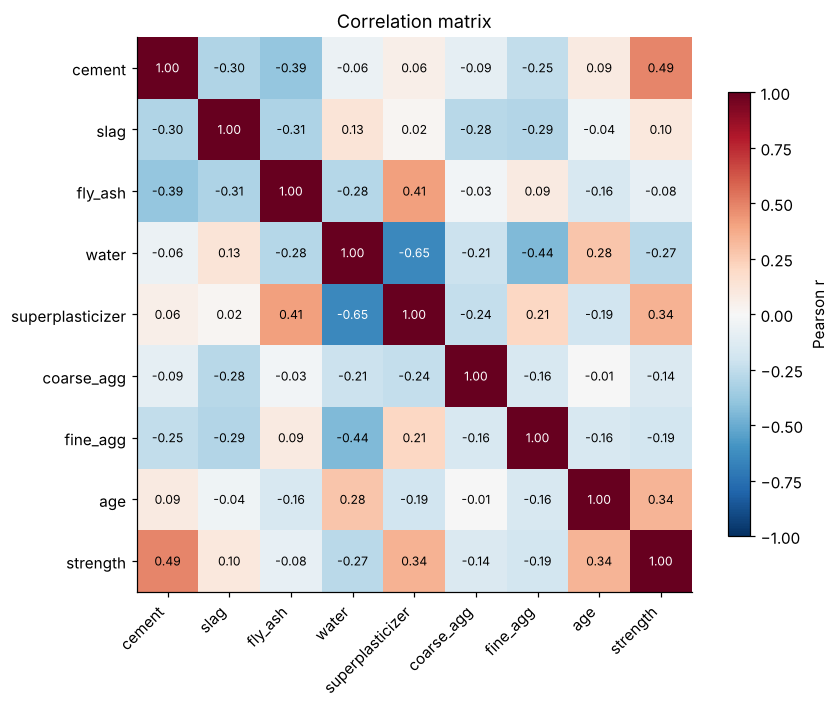 Correlation matrix
cement 1.00 -0.30 -0.39 -0.06 0.06 -0.09 -0.25 0.09 0.49
slag -0.30 1.00 -0.31 0.13 0.02 -0.28 -0.29 -0.04 0.10
fly_ash -0.39 -0.31 1.00 -0.28 0.41 -0.03 0.09 -0.16 -0.08
water -0.06 0.13 -0.28 1.00 -0.65 -0.21 -0.44 0.28 -0.27
superplasticizer 0.06 0.02 0.41 -0.65 1.00 -0.24 0.21 -0.19 0.34
coarse_agg -0.09 -0.28 -0.03 -0.21 -0.24 1.00 -0.16 -0.01 -0.14
fine_agg -0.25 -0.29 0.09 -0.44 0.21 -0.16 1.00 -0.16 -0.19
age 0.09 -0.04 -0.16 0.28 -0.19 -0.01 -0.16 1.00 0.34
strength 0.49 0.10 -0.08 -0.27 0.34 -0.14 -0.19 0.34 1.00
cement slag fly_ash water superplasticizer coarse_agg fine_agg age strength
1.00
0.75
0.50
0.25
0.00
−0.25
−0.50
−0.75
−1.00
Pearson r